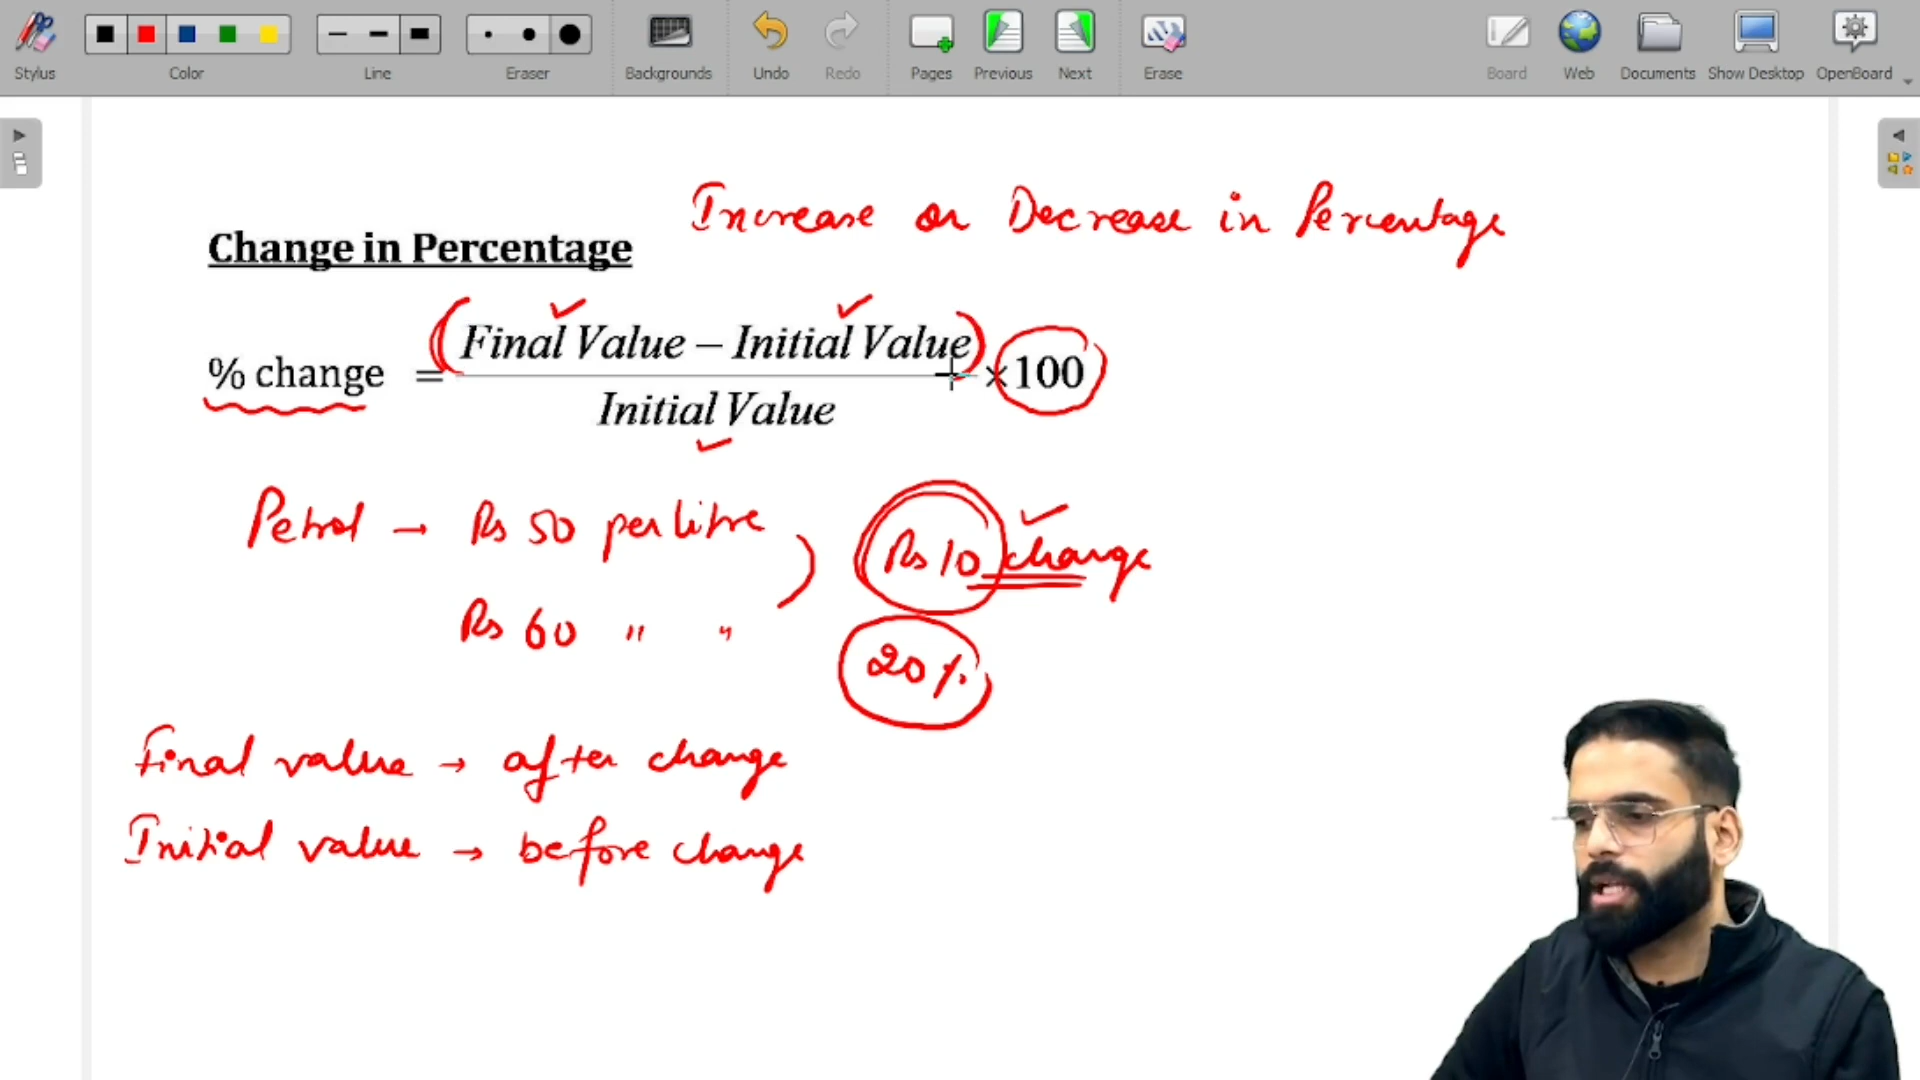 Stylus Color Line Eraser Backgrounds Undo Redo Pages Previous Next Erase Board Web Documents Show Desktop OpenBoard
Increase or Decrease in Percentage
Change in Percentage
% change = (Final Value – Initial Value) × 100
Initial Value
Petrol → Rs 50 per litre
Rs 10 change
Rs 60 " "
20%
Final value → after change
Initial value → before change